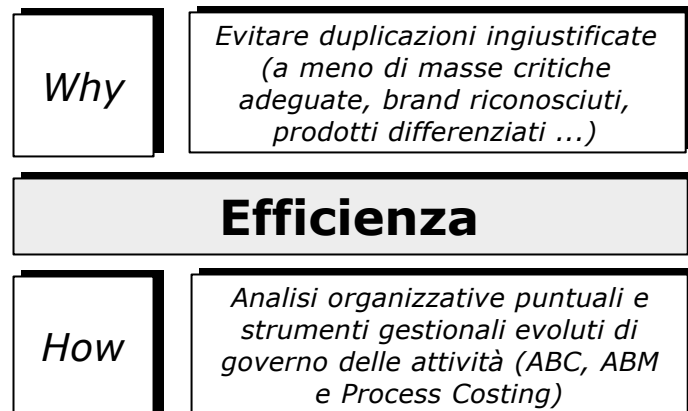 Why
Evitare duplicazioni ingiustificate
(a meno di masse critiche
adeguate, brand riconosciuti,
prodotti differenziati ...)
Efficienza
How
Analisi organizzative puntuali e
strumenti gestionali evoluti di
governo delle attività (ABC, ABM
e Process Costing)